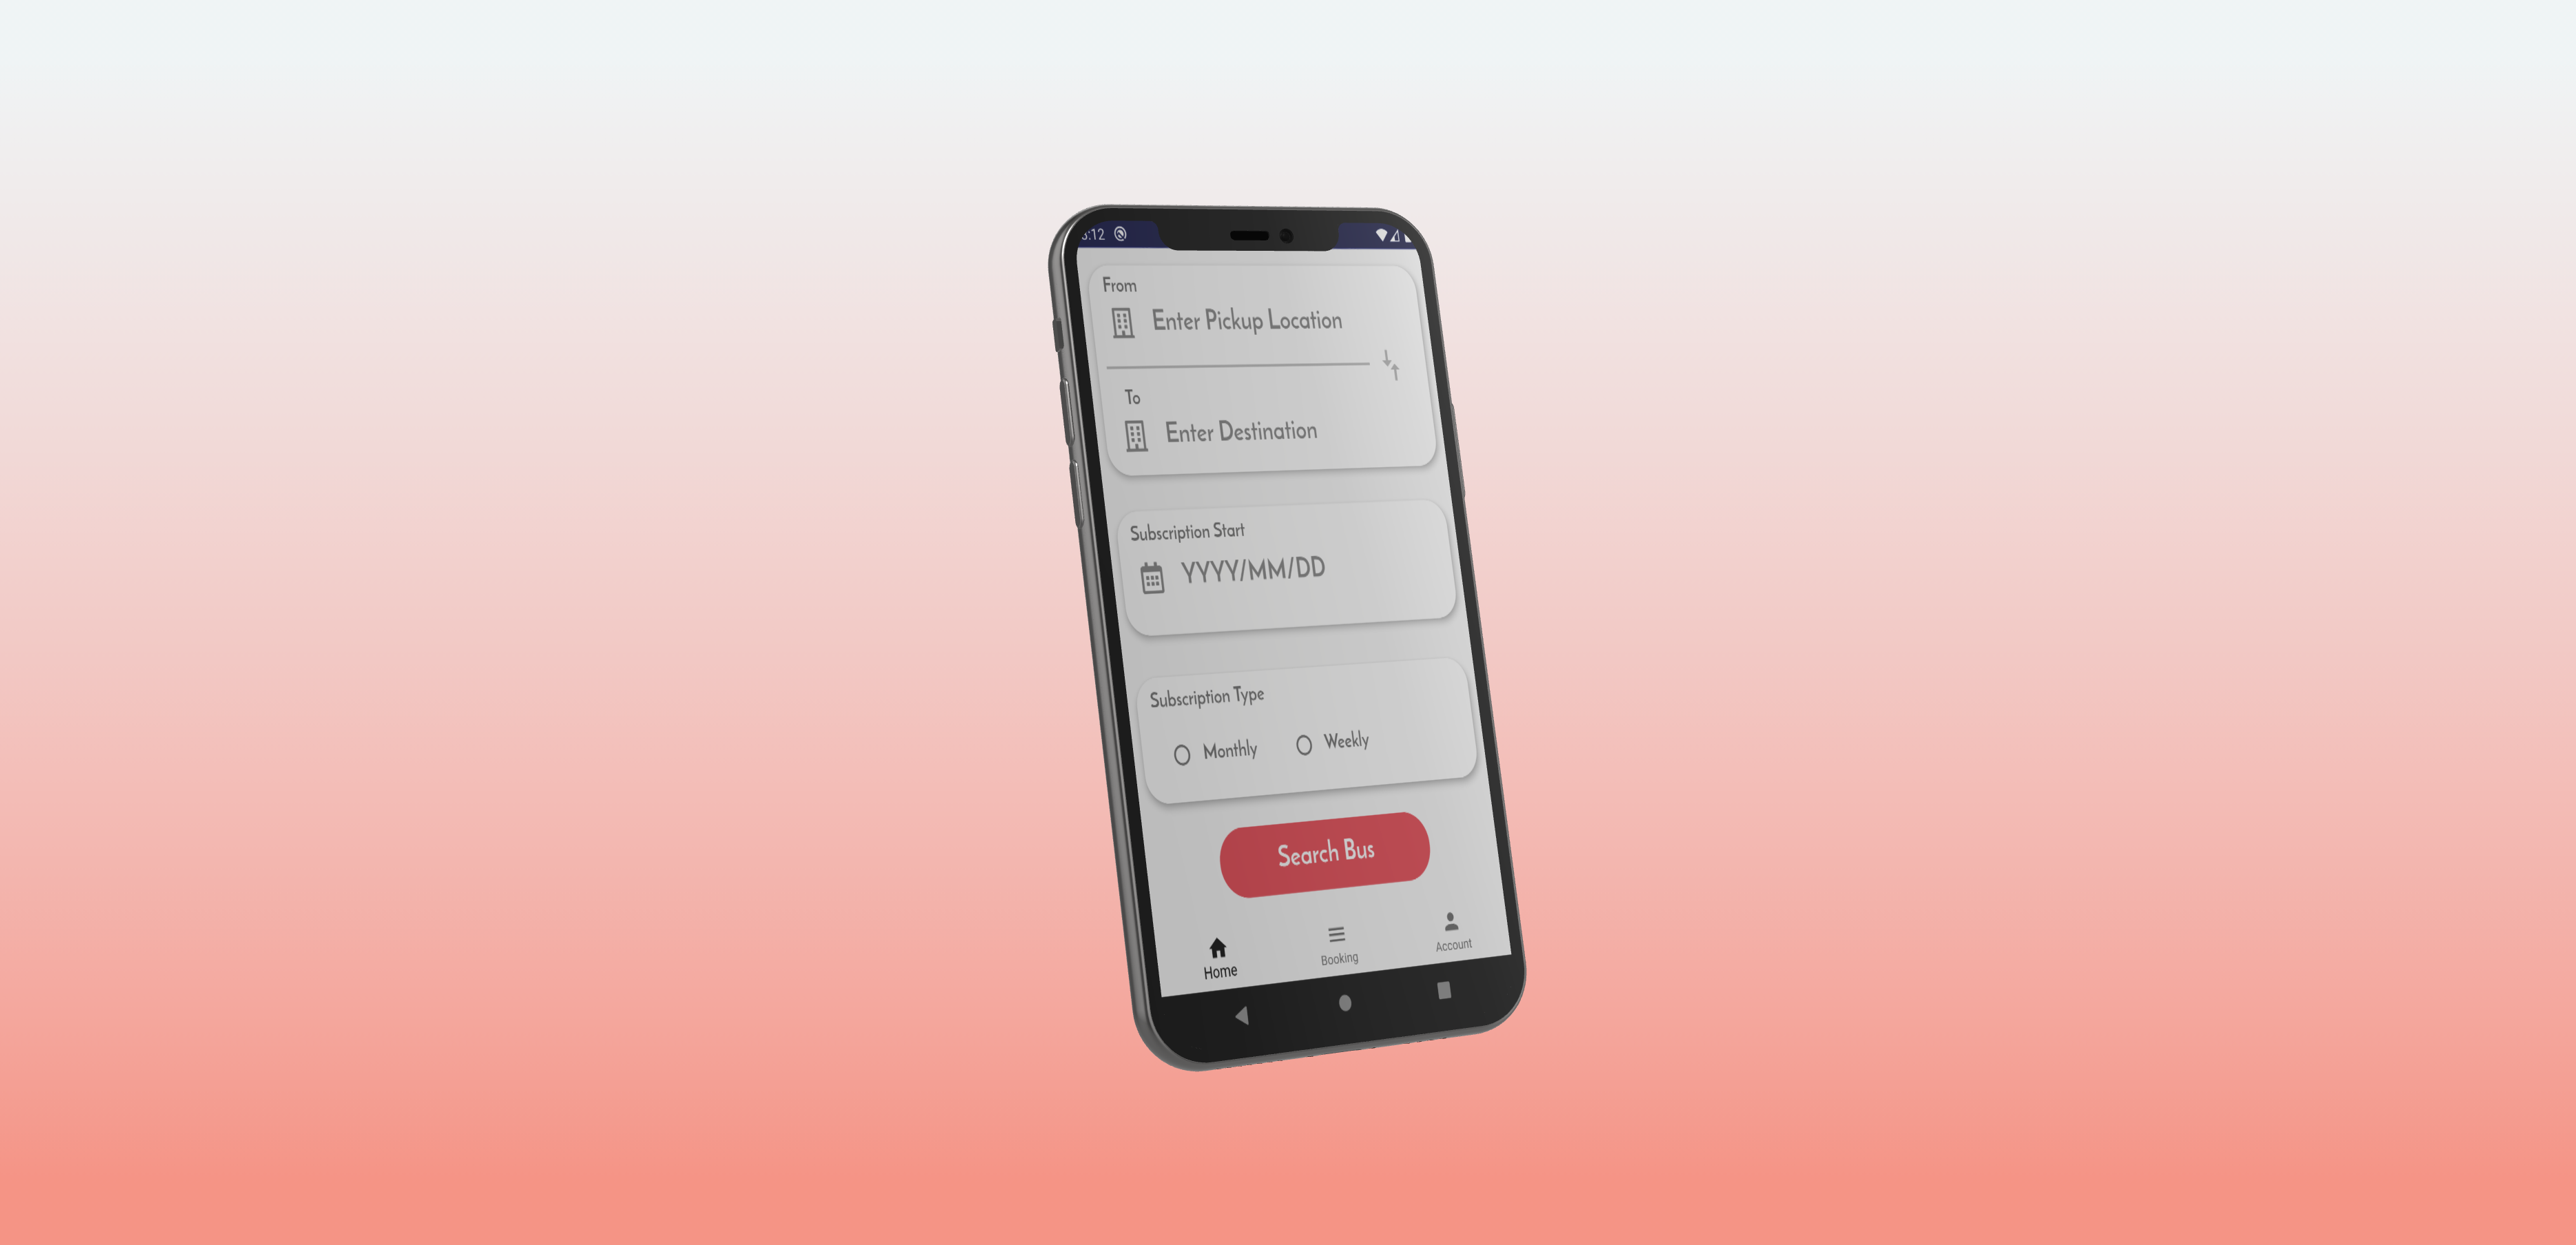 :12
From
Enter Pickup Location
To
Enter Destination
Subscription Start
YYYY/MM/DD
Subscription Type
Monthly Weekly
Search Bus
Home Booking Account